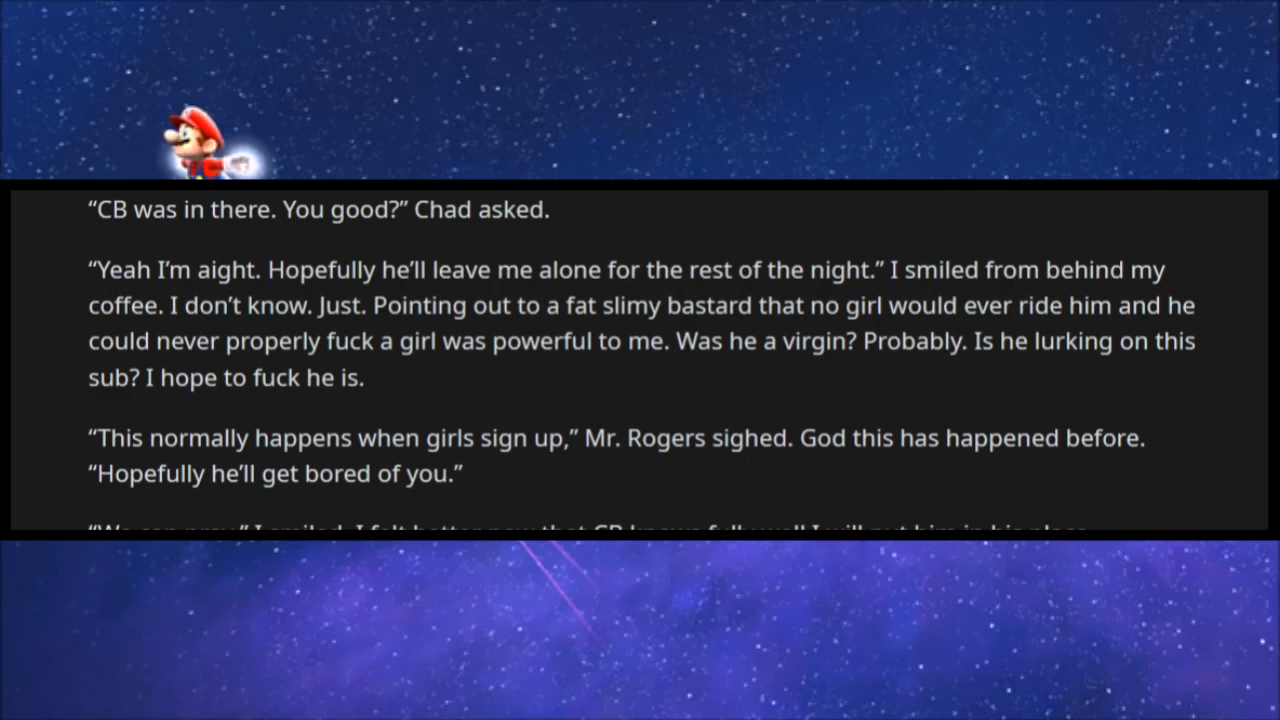 “CB was in there. You good?” Chad asked.
“Yeah I’m aight. Hopefully he’ll leave me alone for the rest of the night.” I smiled from behind my
coffee. I don’t know. Just. Pointing out to a fat slimy bastard that no girl would ever ride him and he
could never properly fuck a girl was powerful to me. Was he a virgin? Probably. Is he lurking on this
sub? I hope to fuck he is.
“This normally happens when girls sign up,” Mr. Rogers sighed. God this has happened before.
“Hopefully he’ll get bored of you.”